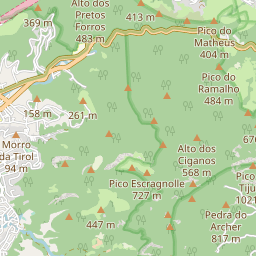 369 m
Alto dos
Pretos
Forros
483 m
413 m
Pico do
Matheus
404 m
Pico do
Ramalho
484 m
158 m
261 m
Morro
da Tirol
94 m
Alto dos
Ciganos
568 m
Pico Escragnolle
727 m
Pico
Tiju
1021
Pedra do
Archer
817 m
447 m